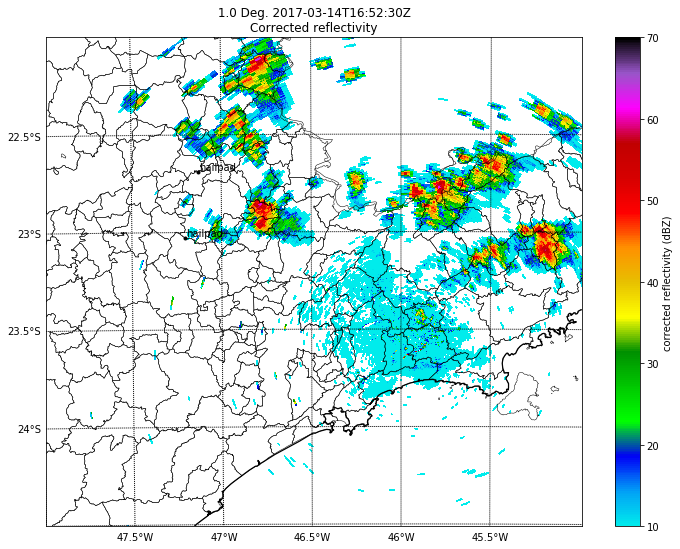 1.0 Deg. 2017-03-14T16:52:30Z
Corrected reflectivity
70
60
50
40
30
20
10
corrected reflectivity (dBZ)
22.5°S
23°S
23.5°S
24°S
hailpad
hailpad
47.5°W
47°W
46.5°W
46°W
45.5°W